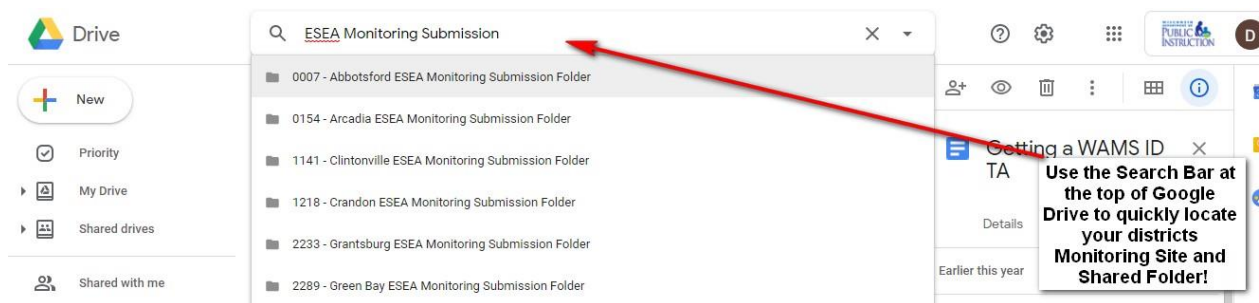 Drive
ESEA Monitoring Submission
WISCONSIN DEPARTMENT OF
PUBLIC
INSTRUCTION
D
0007 - Abbotsford ESEA Monitoring Submission Folder
New
0154 - Arcadia ESEA Monitoring Submission Folder
Priority
1141 - Clintonville ESEA Monitoring Submission Folder
My Drive
1218 - Crandon ESEA Monitoring Submission Folder
Shared drives
2233 - Grantsburg ESEA Monitoring Submission Folder
Shared with me
2289 - Green Bay ESEA Monitoring Submission Folder
Getting a WAMS ID
TA
Details
Earlier this year
Use the Search Bar at
the top of Google
Drive to quickly locate
your districts
Monitoring Site and
Shared Folder!